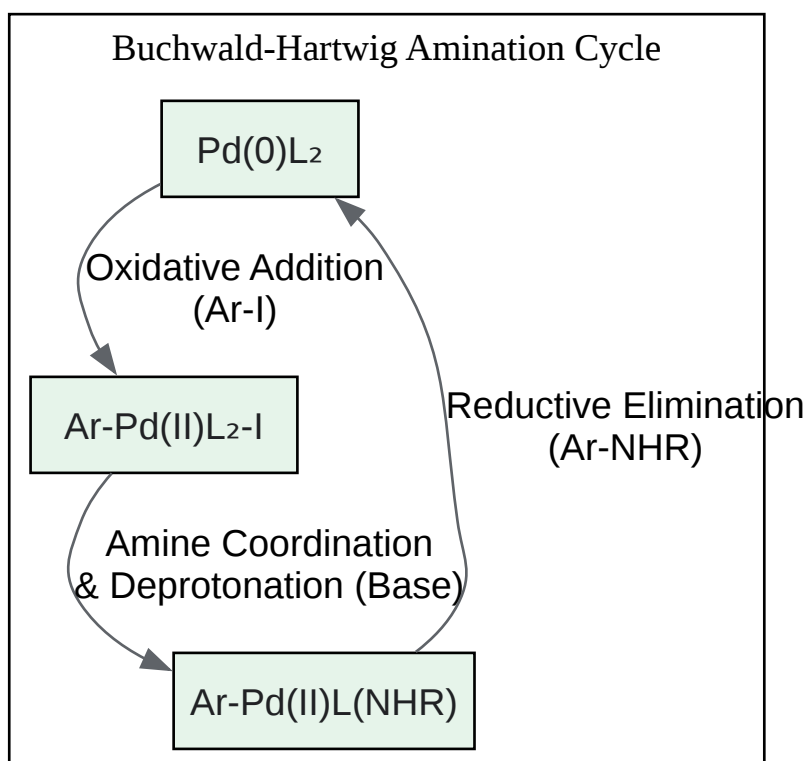 Buchwald-Hartwig Amination Cycle
Pd(0)L₂
Oxidative Addition
(Ar-I)
Ar-Pd(II)L₂-I
Reductive Elimination
(Ar-NHR)
Amine Coordination
& Deprotonation (Base)
Ar-Pd(II)L(NHR)